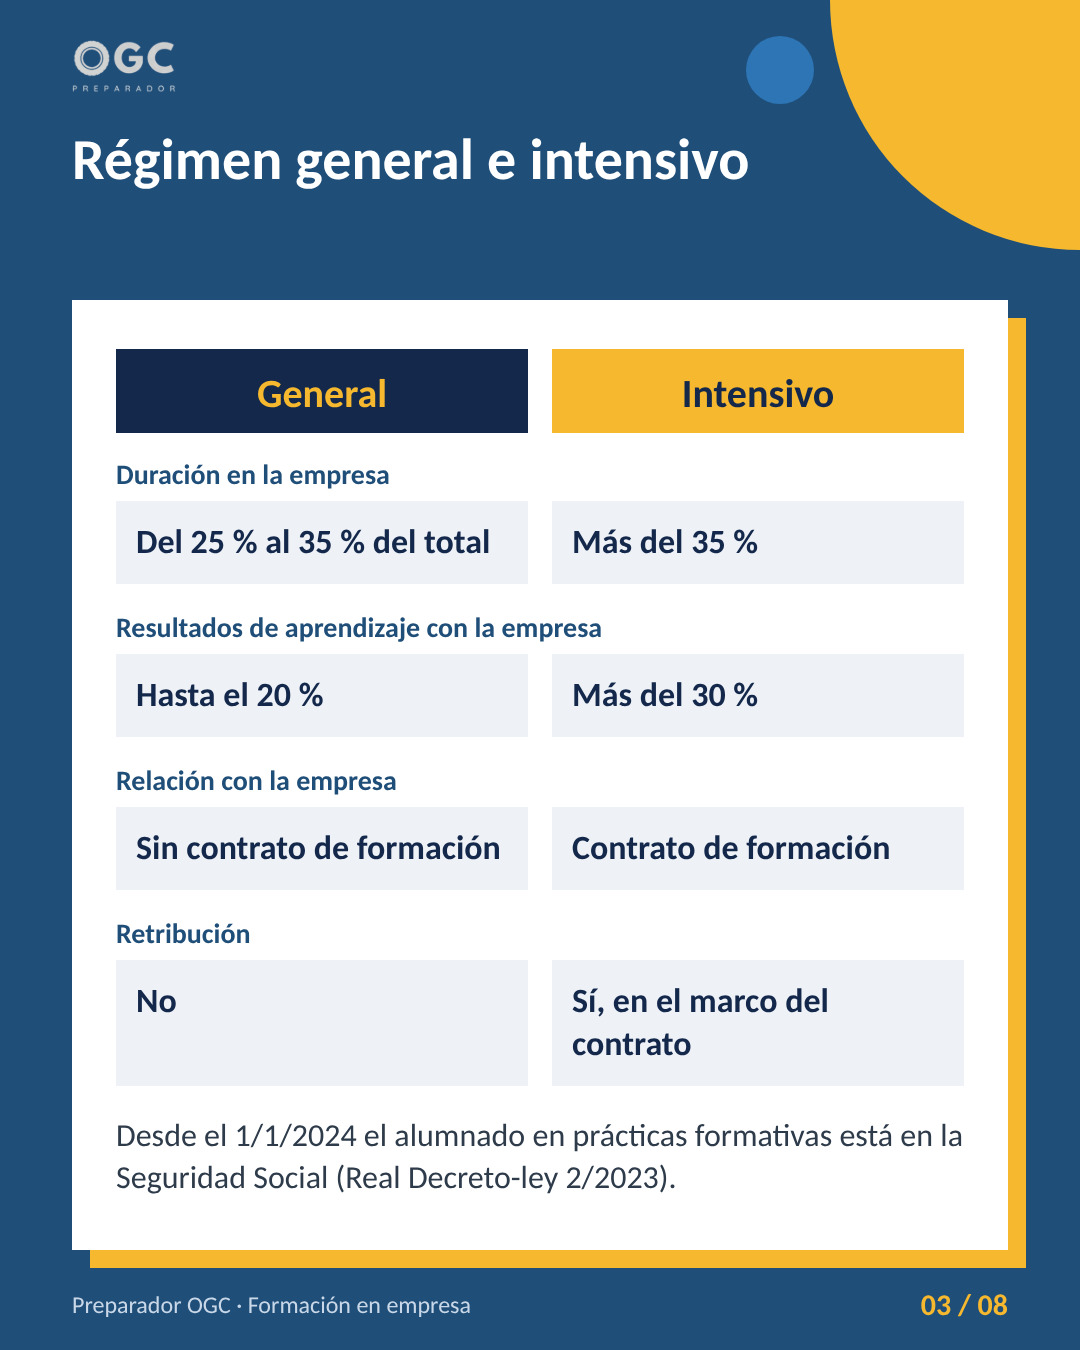 OGC
PREPARADOR
Régimen general e intensivo
General
Intensivo
Duración en la empresa
Del 25 % al 35 % del total
Más del 35 %
Resultados de aprendizaje con la empresa
Hasta el 20 %
Más del 30 %
Relación con la empresa
Sin contrato de formación
Contrato de formación
Retribución
No
Sí, en el marco del
contrato
Desde el 1/1/2024 el alumnado en prácticas formativas está en la
Seguridad Social (Real Decreto-ley 2/2023).
Preparador OGC · Formación en empresa
03 / 08